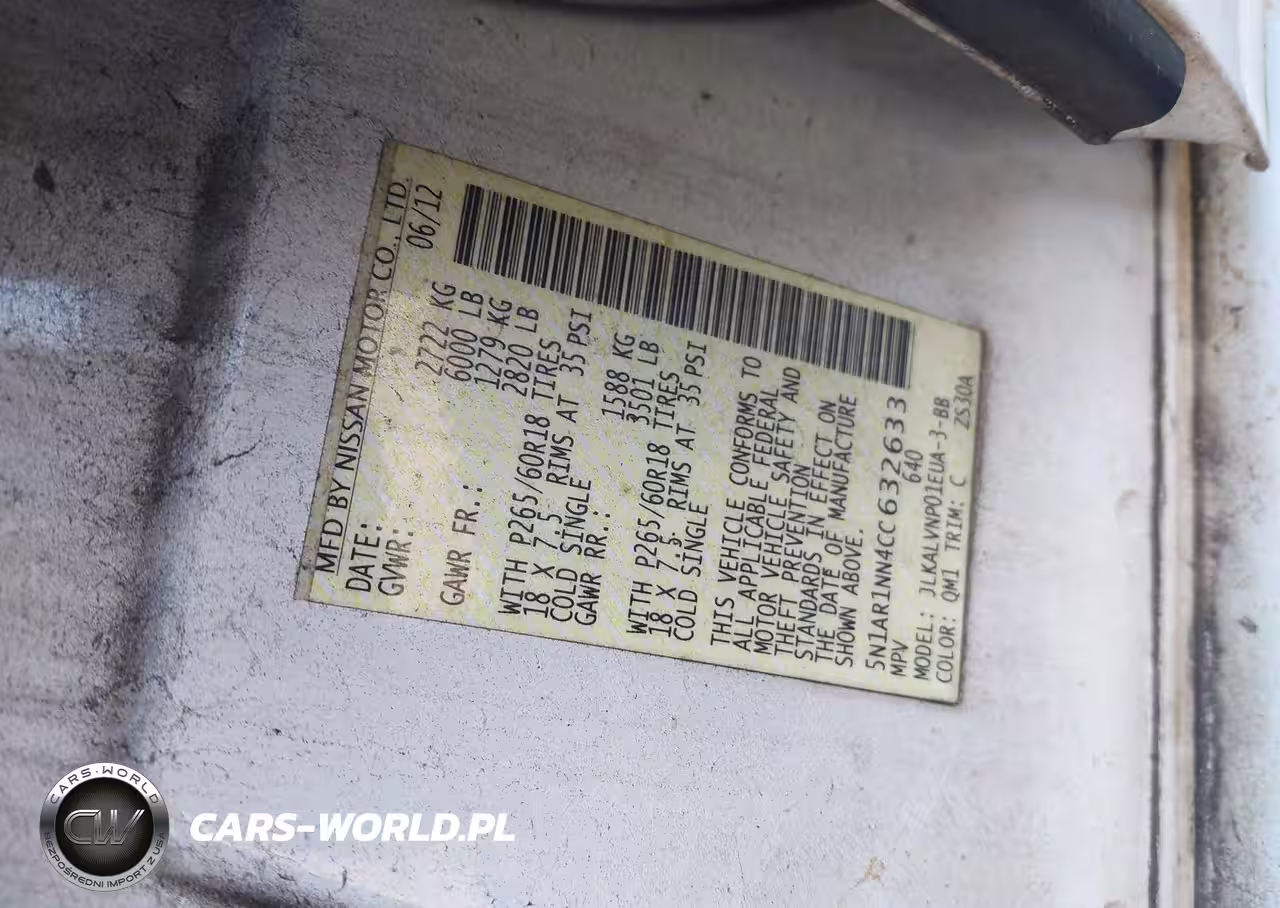 MFD BY NISSAN MOTOR CO., LTD.
DATE: 06/12
GVWR: 2722 KG
6000 LB
GAWR FR.: 1279 KG
2820 LB
WITH P265/60R18 TIRES
18 X 7.5 RIMS AT 35 PSI
COLD SINGLE
GAWR RR.: 1588 KG
3501 LB
WITH P265/60R18 TIRES
18 X 7.5 RIMS AT 35 PSI
COLD SINGLE
THIS VEHICLE CONFORMS TO
ALL APPLICABLE FEDERAL
MOTOR VEHICLE SAFETY AND
THEFT PREVENTION
STANDARDS IN EFFECT ON
THE DATE OF MANUFACTURE
SHOWN ABOVE.
5N1AR1NN4CC632633
MPV 640
MODEL: JLKALVNP01EUA-3-BB
COLOR: QM1 TRIM: C ZS30A
CARS-WORLD
CW
BEZPOŚREDNI IMPORT Z USA
CARS-WORLD.PL